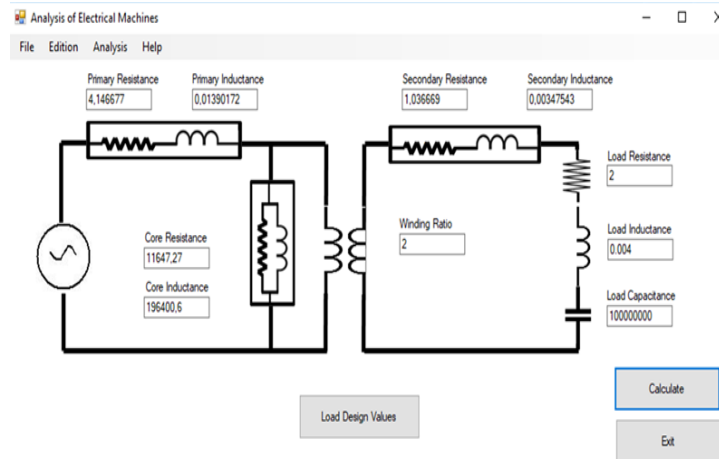 Analysis of Electrical Machines
File Edition Analysis Help
Primary Resistance Primary Inductance Secondary Resistance Secondary Inductance
4,146677 0,01390172 1,036669 0,00347543
Load Resistance
2
Winding Ratio
2
Load Inductance
0.004
Core Resistance
11647,27
Core Inductance
196400,6
Load Capacitance
100000000
Calculate
Load Design Values
Exit